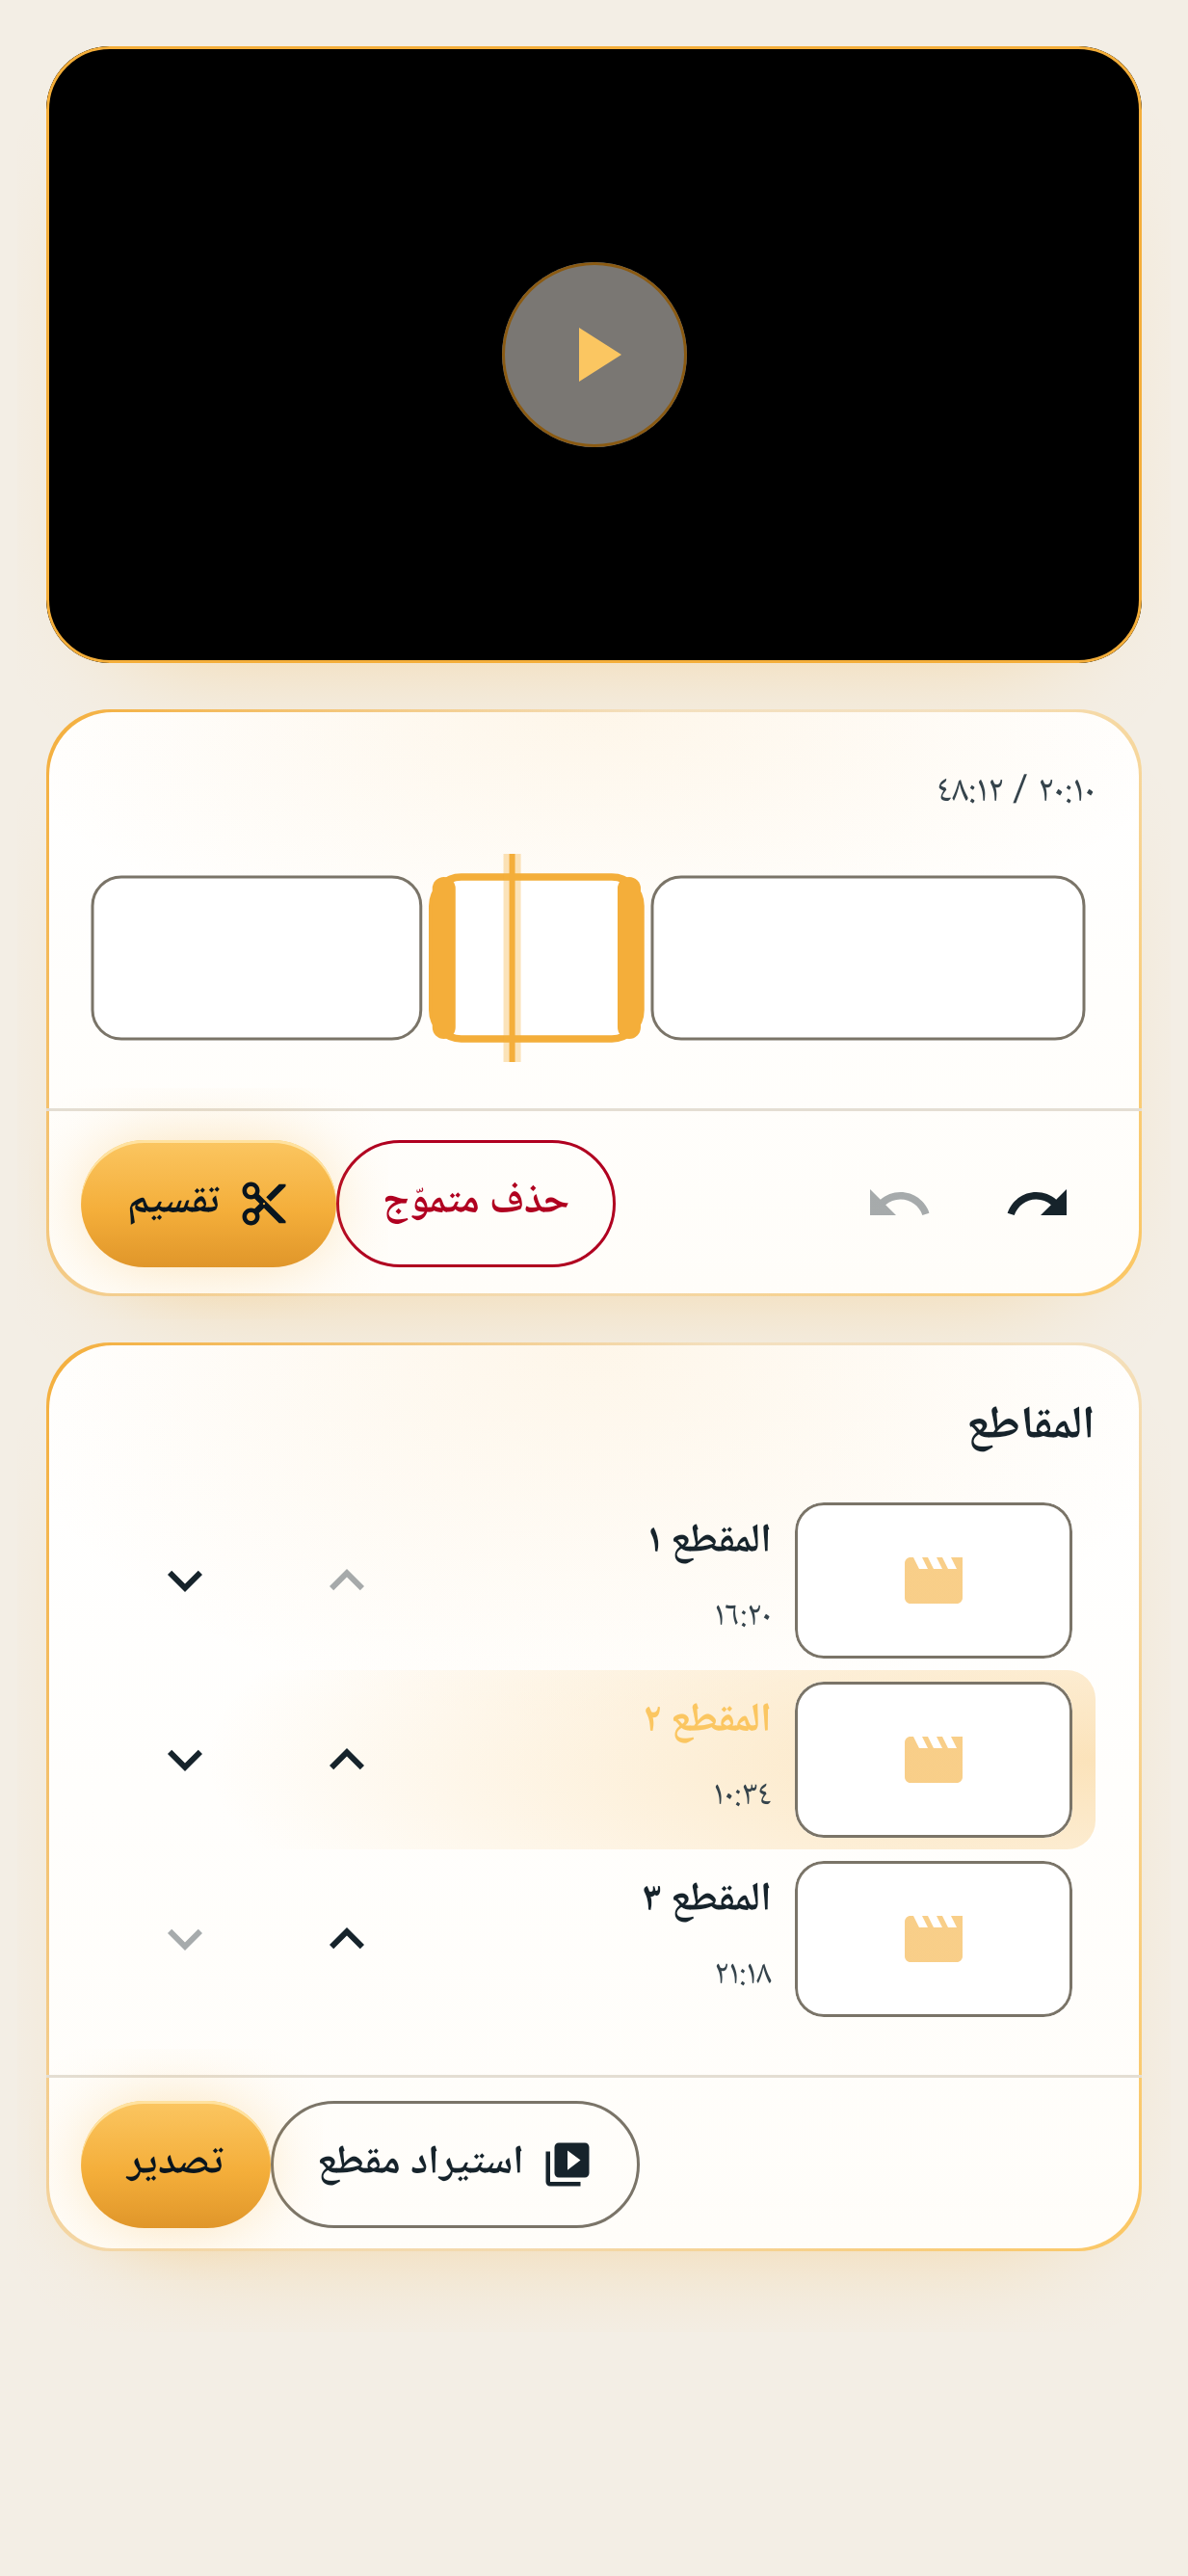 ٢٠:١٠ / ٤٨:١٢
حذف متموّج
تقسيم
المقاطع
المقطع ١
١٦:٢٠
المقطع ٢
١٠:٣٤
المقطع ٣
٢١:١٨
استيراد مقطع
تصدير